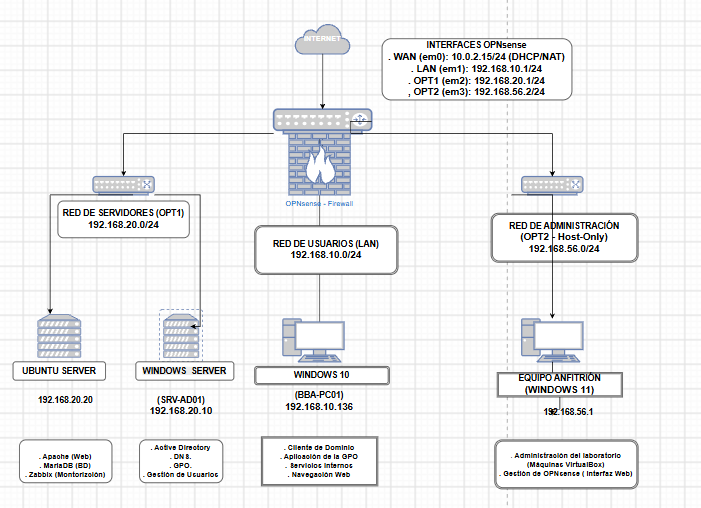 INTERNET
INTERFACES OPNsense
. WAN (em0): 10.0.2.15/24 (DHCP/NAT)
. LAN (em1): 192.168.10.1/24
. OPT1 (em2): 192.168.20.1/24
, OPT2 (em3): 192.168.56.2/24
OPNsense - Firewall
RED DE SERVIDORES (OPT1)
192.168.20.0/24
RED DE USUARIOS (LAN)
192.168.10.0/24
RED DE ADMINISTRACIÓN
(OPT2 - Host-Only)
192.168.56.0/24
UBUNTU SERVER
192.168.20.20
WINDOWS SERVER
(SRV-AD01)
192.168.20.10
WINDOWS 10
(BBA-PC01)
192.168.10.136
EQUIPO ANFITRIÓN
(WINDOWS 11)
192.168.56.1
. Apache (Web)
. MariaDB (BD)
. Zabbix (Montorizolón)
. Active Directory
. DNS.
. GPO.
. Gestión de Usuarios
. Cliente de Dominio
. Aplicación de la GPO
. Servicios Internos
. Navegación Web
. Administración del laboratorio
(Máquinas VirtualBox)
. Gestión de OPNsense ( Interfaz Web)